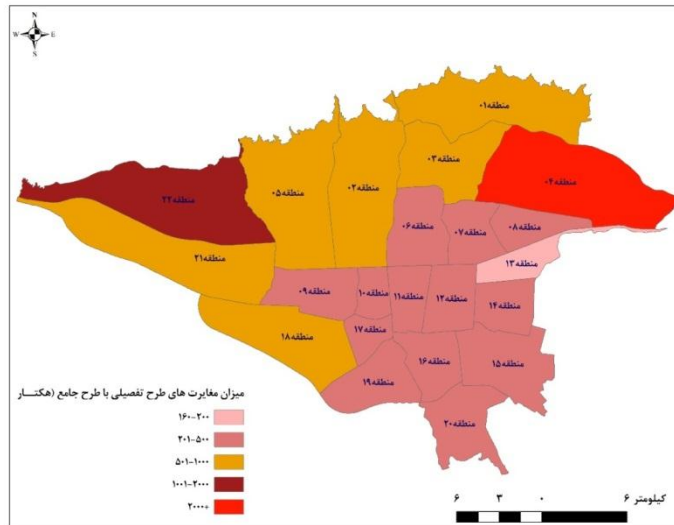 N
W E
S
منطقه۰۱
منطقه۰۳
منطقه۰۴
منطقه۰۲
منطقه۰۵
منطقه۲۲
منطقه۰۶
منطقه۰۷
منطقه۰۸
منطقه۱۳
منطقه۲۱
منطقه۰۹
منطقه۱۰
منطقه۱۱
منطقه۱۲
منطقه۱۴
منطقه۱۸
منطقه۱۷
منطقه۱۶
منطقه۱۵
منطقه۱۹
منطقه۲۰
میزان مغایرت های طرح تفصیلی با طرح جامع (هکتــار
۱۶۰-۲۰۰
۲۰۱-۵۰۰
۵۰۱-۱۰۰۰
۱۰۰۱-۲۰۰۰
۲۰۰۰+
۶ ۳ ۰ ۶ کیلومتر